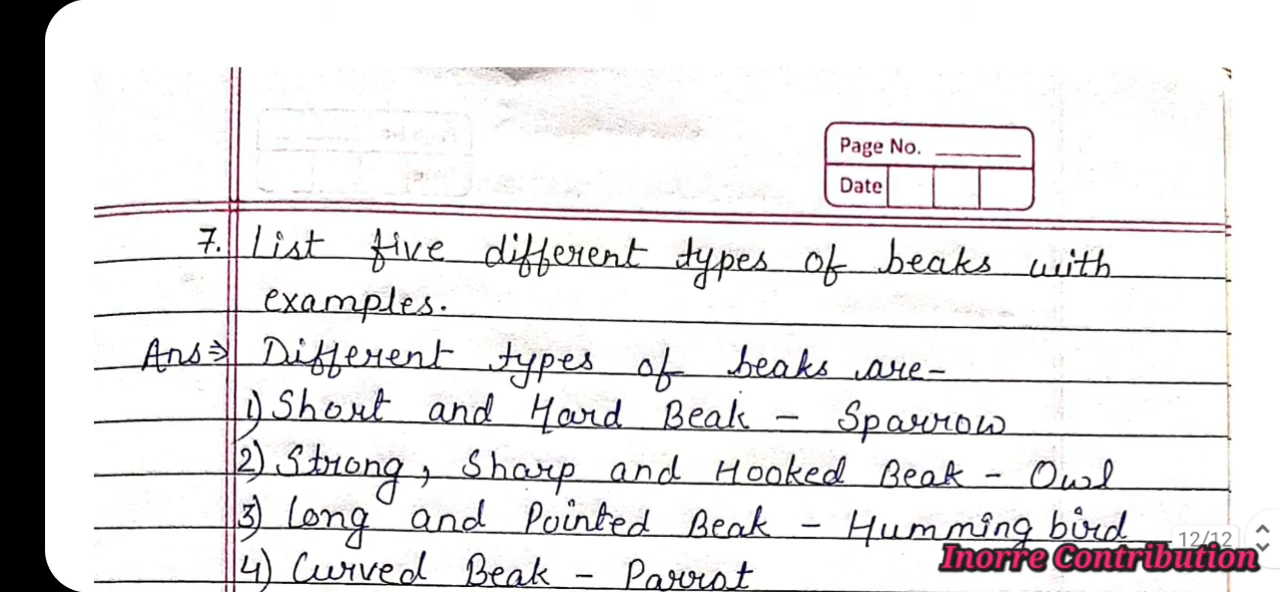 Page No.
Date
7. List five different types of beaks with
examples.
Ans⇒ Different types of beaks are-
1) Short and Hard Beak - Sparrow
2) Strong, Sharp and Hooked Beak - Owl
3) Long and Pointed Beak - Humming bird
12/12
Inorre Contribution
4) Curved Beak - Parrot